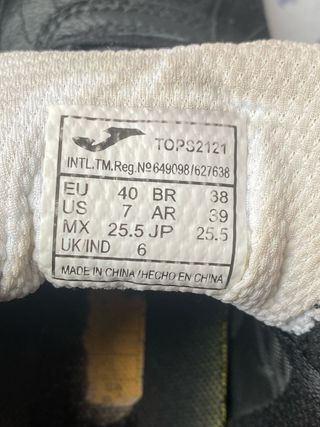 TOPS2121
INTL.TM.Reg.Nº649098/627638
EU 40 BR 38
US 7 AR 39
MX 25.5 JP 25.5
UK/IND 6
MADE IN CHINA/HECHO EN CHINA